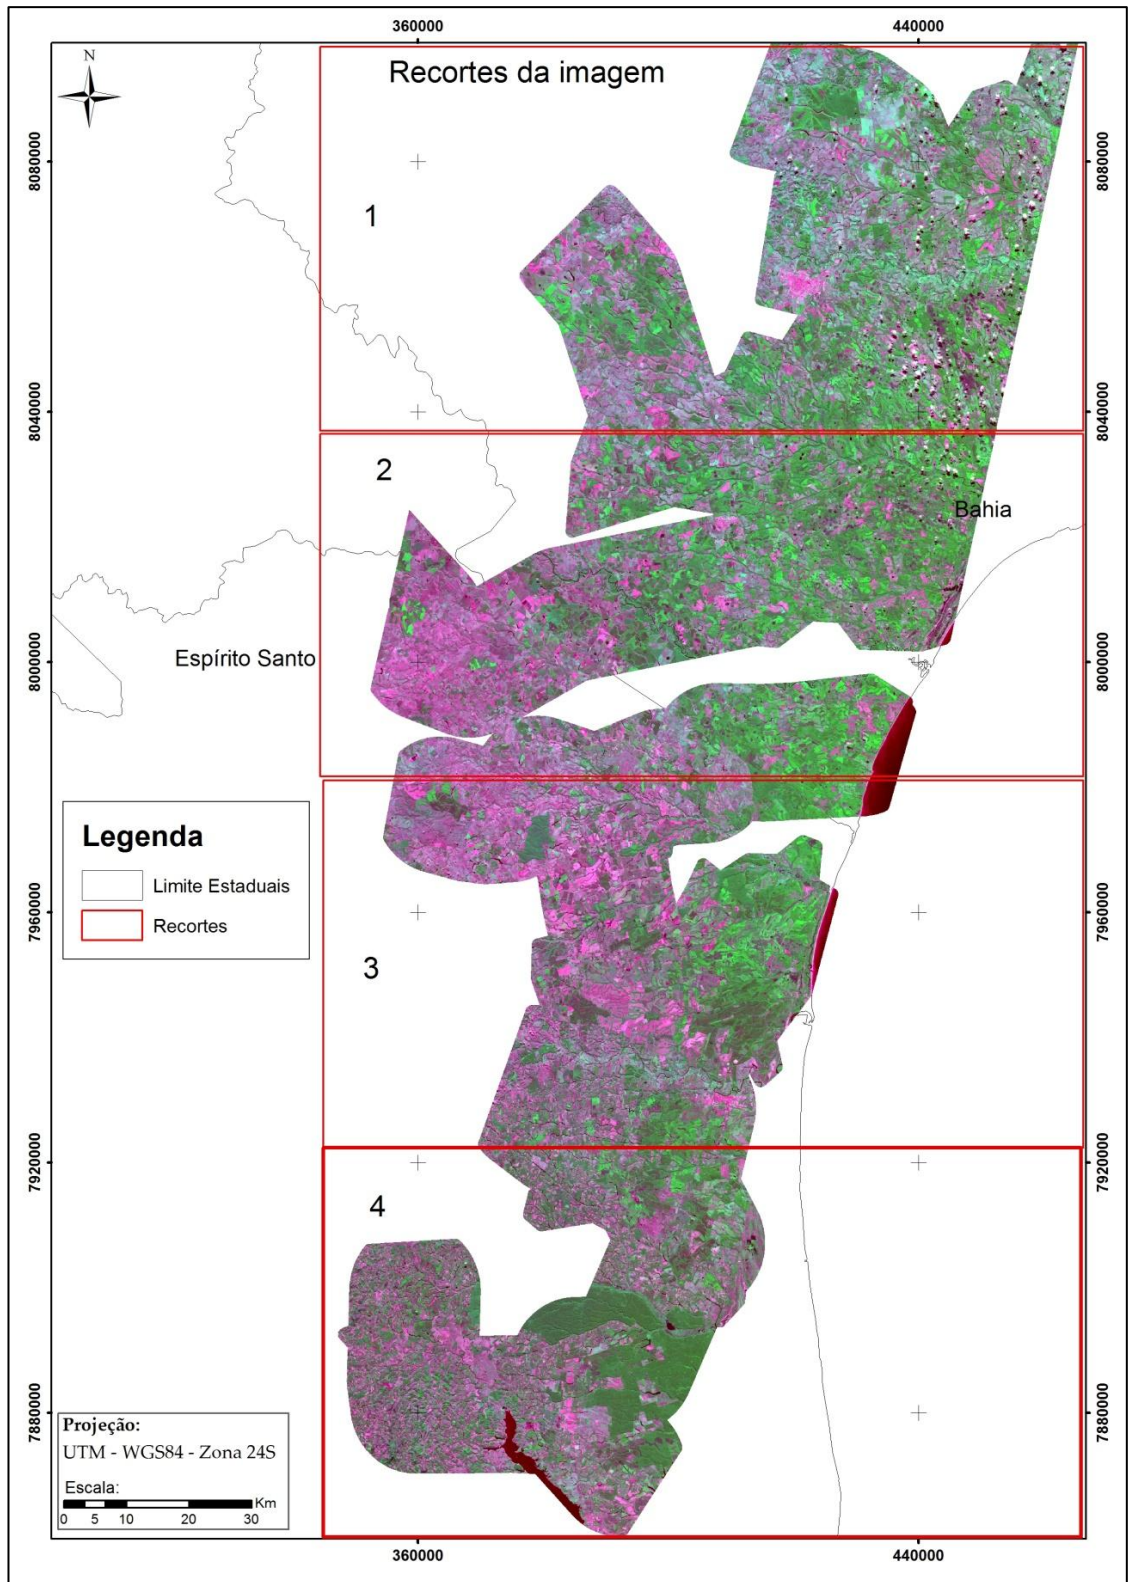 360000
440000
N
Recortes da imagem
8080000
8080000
1
8040000
8040000
2
Bahia
Espírito Santo
8000000
8000000
Legenda
Limite Estaduais
Recortes
7960000
7960000
3
7920000
7920000
4
7880000
7880000
Projeção:
UTM - WGS84 - Zona 24S
Escala:
Km
0 5 10 20 30
360000
440000